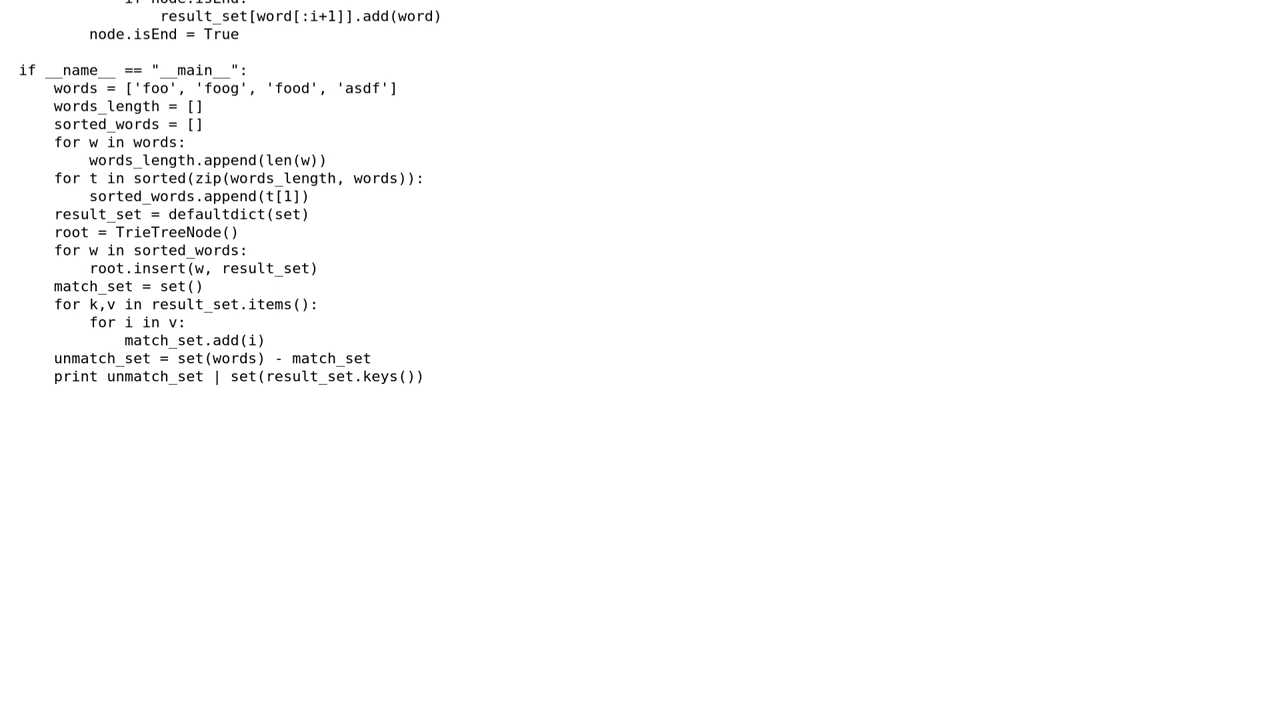 if node.isEnd:
                result_set[word[:i+1]].add(word)
        node.isEnd = True

if __name__ == "__main__":
    words = ['foo', 'foog', 'food', 'asdf']
    words_length = []
    sorted_words = []
    for w in words:
        words_length.append(len(w))
    for t in sorted(zip(words_length, words)):
        sorted_words.append(t[1])
    result_set = defaultdict(set)
    root = TrieTreeNode()
    for w in sorted_words:
        root.insert(w, result_set)
    match_set = set()
    for k,v in result_set.items():
        for i in v:
            match_set.add(i)
    unmatch_set = set(words) - match_set
    print unmatch_set | set(result_set.keys())